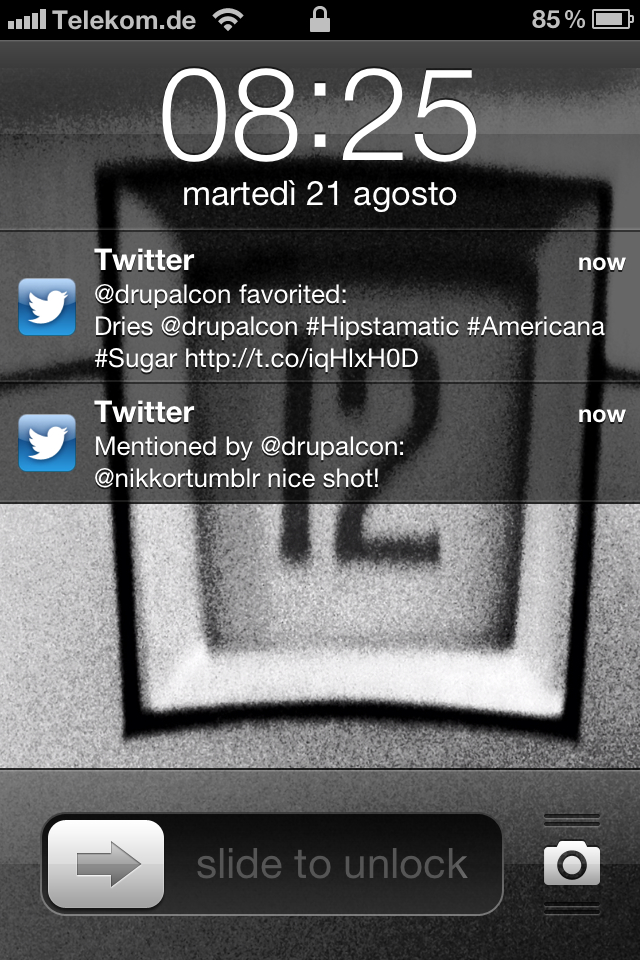 Telekom.de 85 %
08:25
martedì 21 agosto
Twitter now
@drupalcon favorited:
Dries @drupalcon #Hipstamatic #Americana
#Sugar http://t.co/iqHlxH0D
Twitter now
Mentioned by @drupalcon:
@nikkortumblr nice shot!
12
slide to unlock